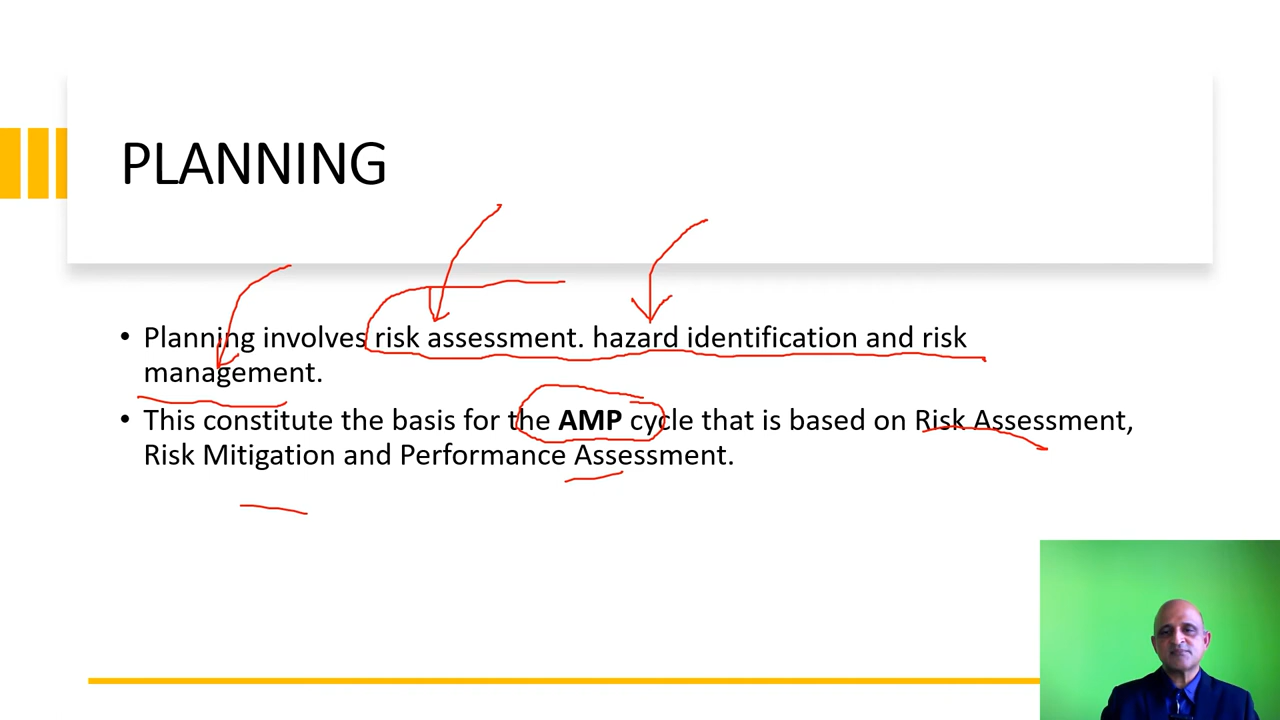 PLANNING
• Planning involves risk assessment. hazard identification and risk
management.
• This constitute the basis for the AMP cycle that is based on Risk Assessment,
Risk Mitigation and Performance Assessment.